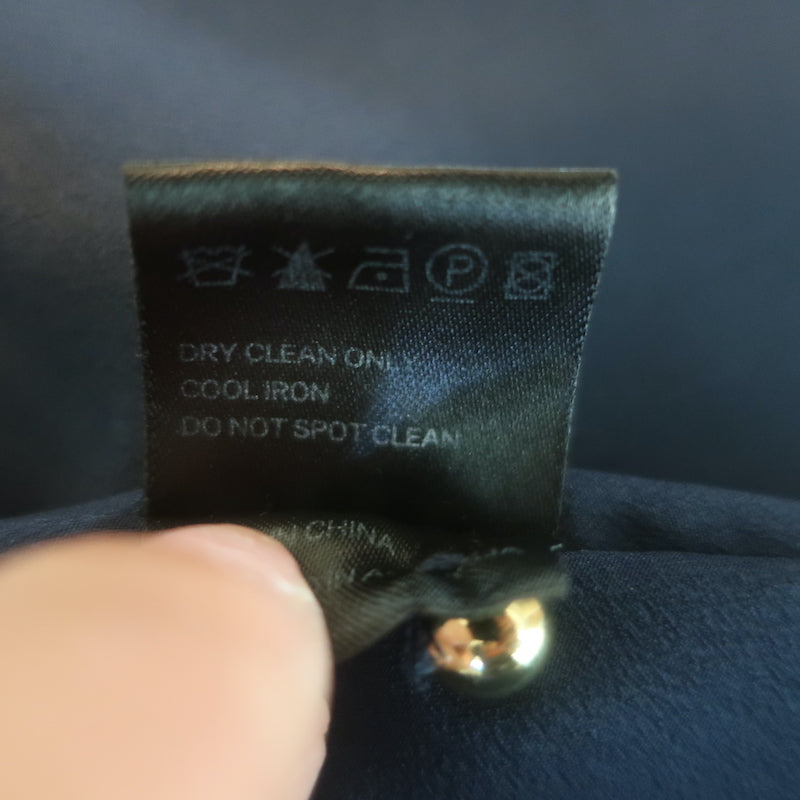 P
DRY CLEAN ONLY
COOL IRON
DO NOT SPOT CLEAN
CHINA